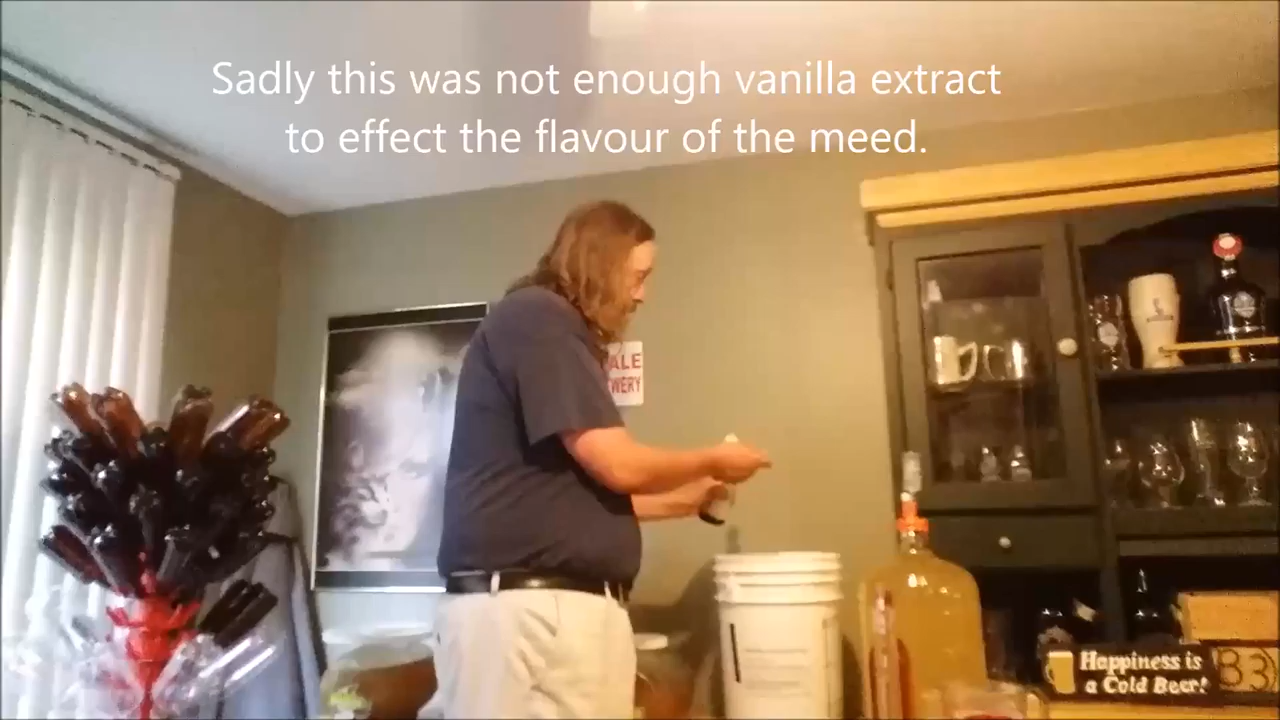 Sadly this was not enough vanilla extract
to effect the flavour of the meed.
ALE
WERY
Happiness is
a Cold Beer!